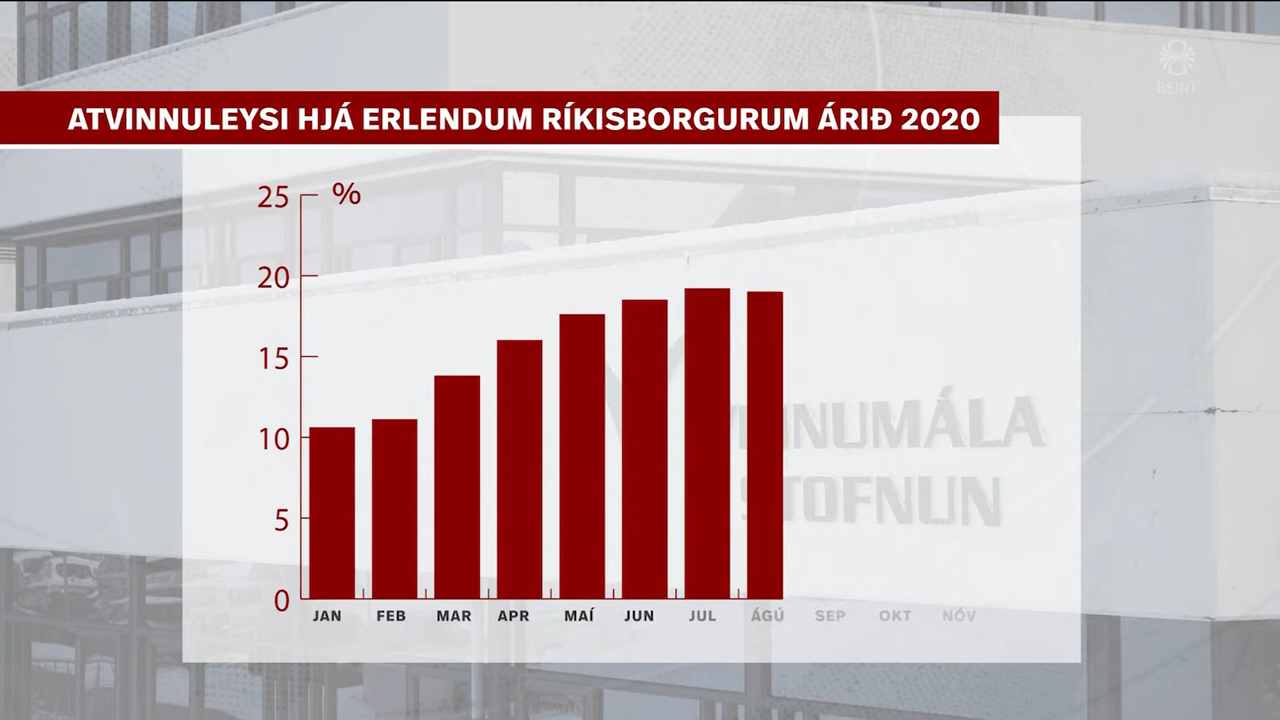 BEINT
ATVINNULEYSI HJÁ ERLENDUM RÍKISBORGURUM ÁRIÐ 2020
%
25
20
15
10
5
0
JAN FEB MAR APR MAÍ JUN JUL ÁGÚ SEP OKT NÓV
NNUMÁLA
STOFNUN